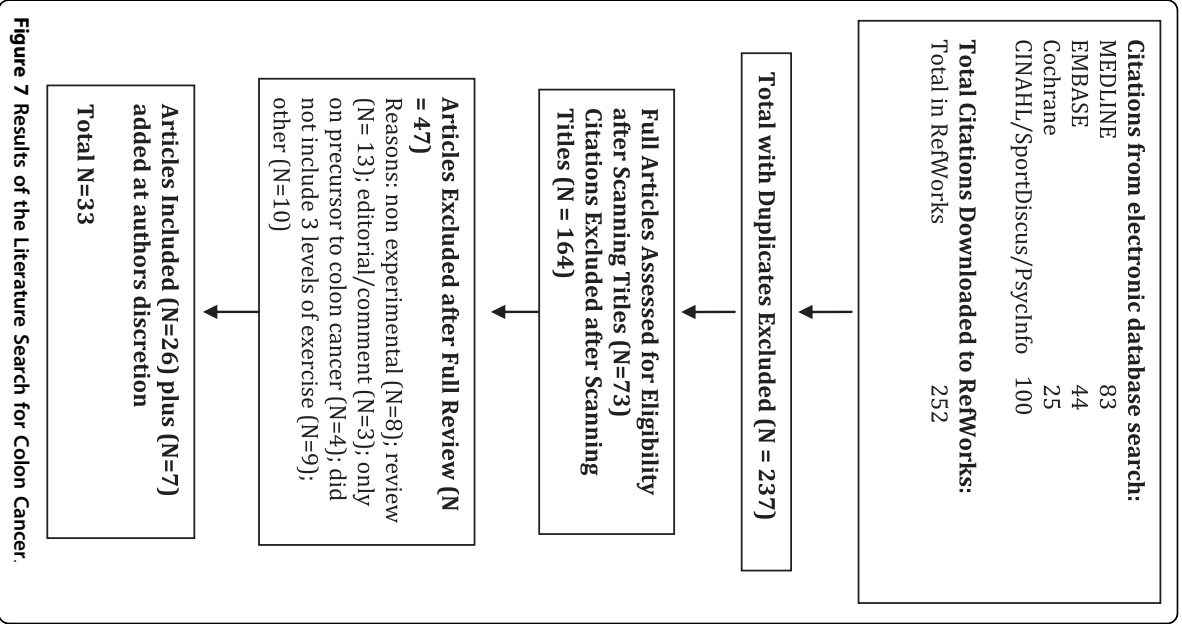 Citations from electronic database search:
MEDLINE 83
EMBASE 44
Cochrane 25
CINAHL/SportDiscus/PsycInfo 100
Total Citations Downloaded to RefWorks:
Total in RefWorks 252
Total with Duplicates Excluded (N = 237)
Full Articles Assessed for Eligibility
after Scanning Titles (N=73)
Citations Excluded after Scanning
Titles (N = 164)
Articles Excluded after Full Review (N
= 47)
Reasons: non experimental (N=8); review
(N= 13); editorial/comment (N=3); only
on precursor to colon cancer (N=4); did
not include 3 levels of exercise (N=9);
other (N=10)
Articles Included (N=26) plus (N=7)
added at authors discretion
Total N=33
Figure 7 Results of the Literature Search for Colon Cancer.